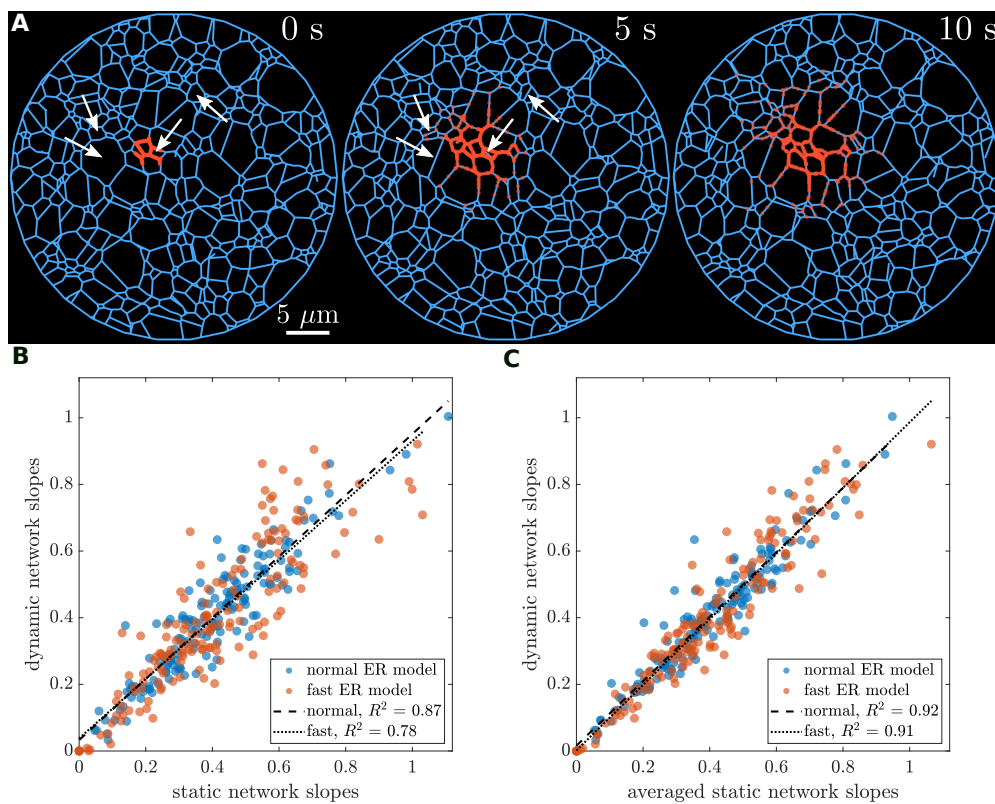 A
0 s
5 s
10 s
5 μm
B
1
0.8
0.6
0.4
0.2
0
0 0.2 0.4 0.6 0.8 1
dynamic network slopes
static network slopes
normal ER model
fast ER model
normal, R² = 0.87
fast, R² = 0.78
C
1
0.8
0.6
0.4
0.2
0
0 0.2 0.4 0.6 0.8 1
dynamic network slopes
averaged static network slopes
normal ER model
fast ER model
normal, R² = 0.92
fast, R² = 0.91